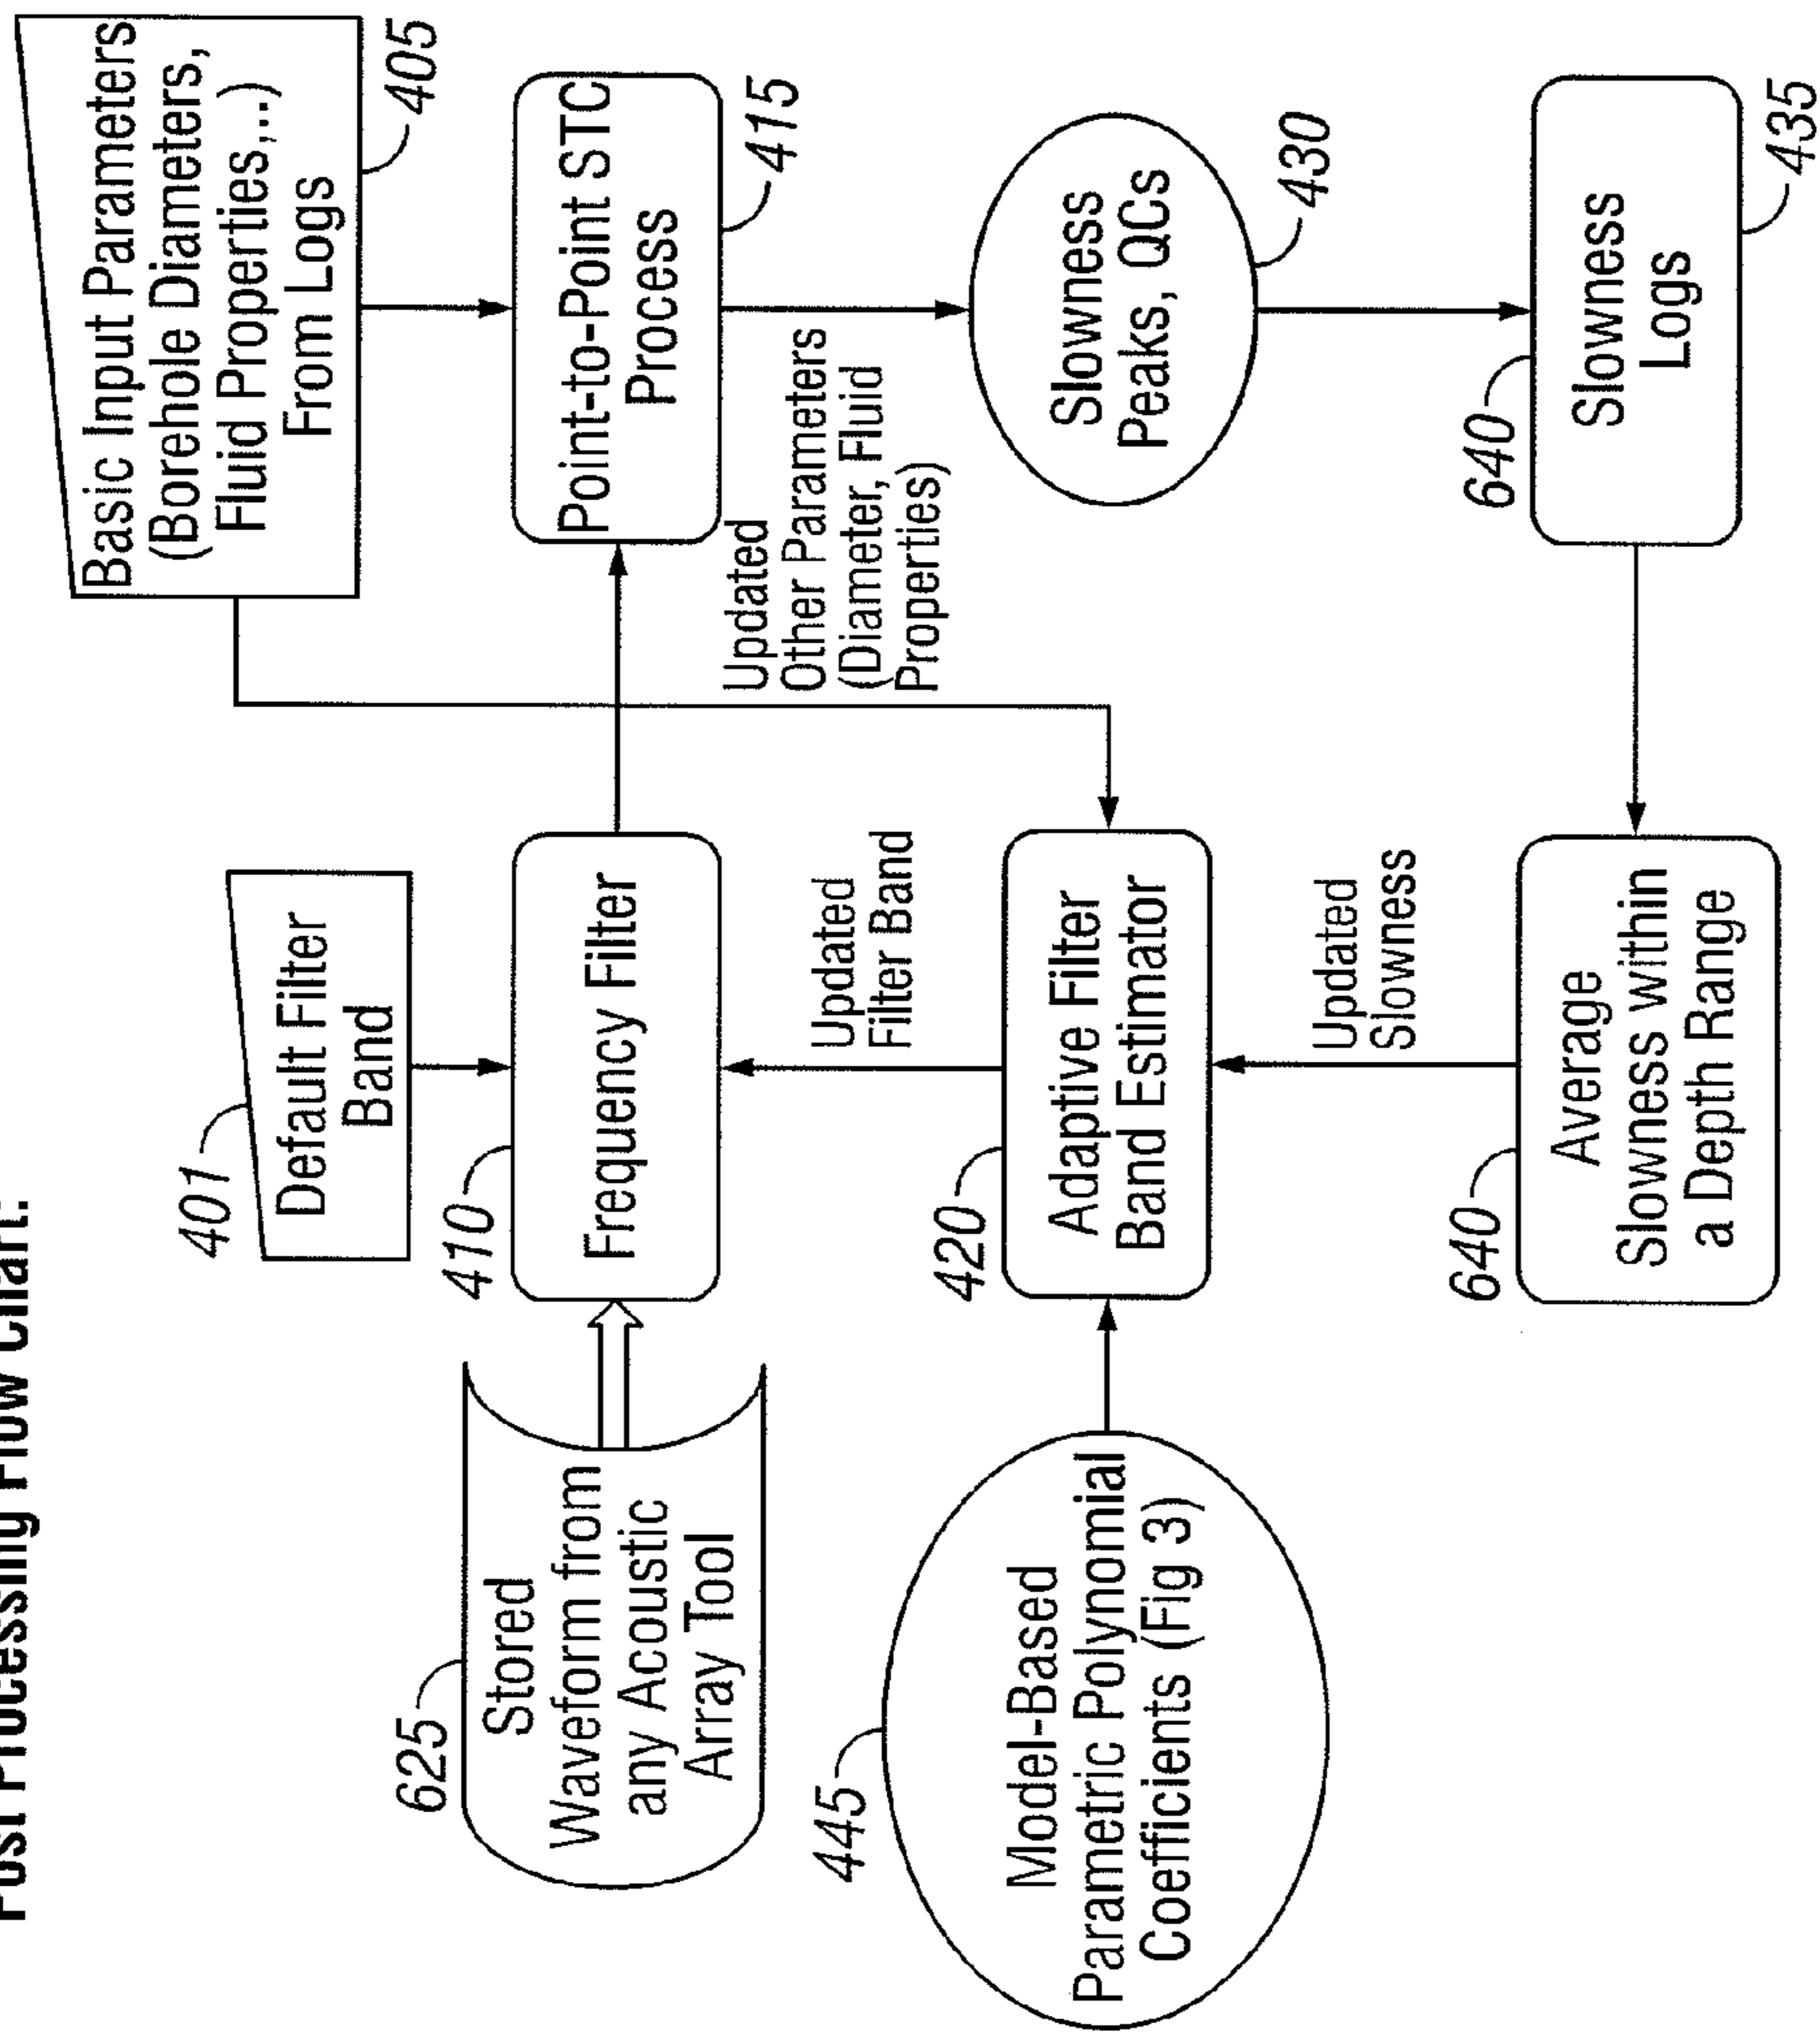 Post Processing Flow Chart:
Basic Input Parameters
(Borehole Diameters,
Fluid Properties,...)
From Logs
405
401
Default Filter
Band
625
Stored
Waveform from
any Acoustic
Array Tool
410
Frequency Filter
Point-to-Point STC
Process
415
Updated
Filter Band
Updated
Other Parameters
(Diameter, Fluid
Properties)
445
Model-Based
Parametric Polynomial
Coefficients (Fig 3)
420
Adaptive Filter
Band Estimator
Slowness
Peaks, QCs
430
Updated
Slowness
640
Average
Slowness within
a Depth Range
640
Slowness
Logs
435